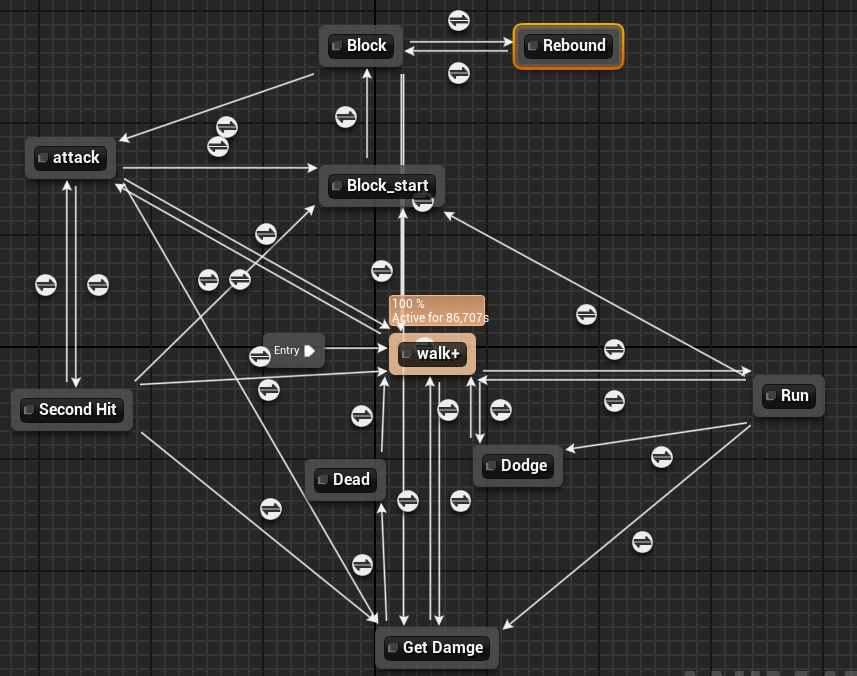 Block
Rebound
attack
Block_start
100 %
Active for 86,707s
Entry
walk+
Second Hit
Run
Dead
Dodge
Get Damge